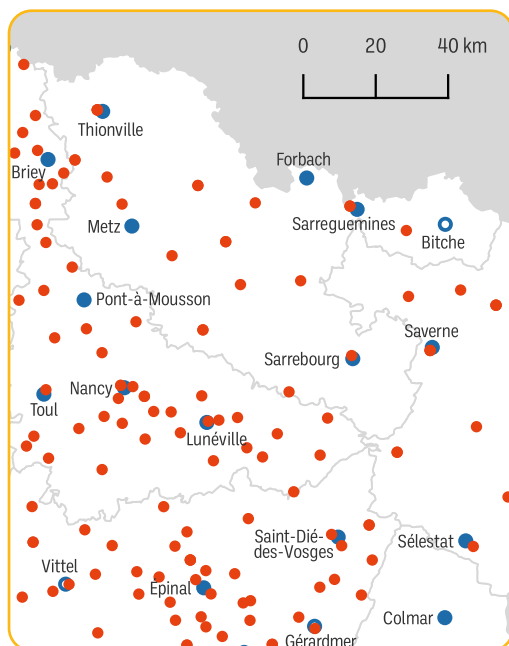 0 20 40 km
Thionville
Forbach
Briey
Sarreguemines
Metz
Bitche
Pont-à-Mousson
Saverne
Sarrebourg
Nancy
Toul
Lunéville
Saint-Dié-
des-Vosges
Sélestat
Vittel
Épinal
Colmar
Gérardmer